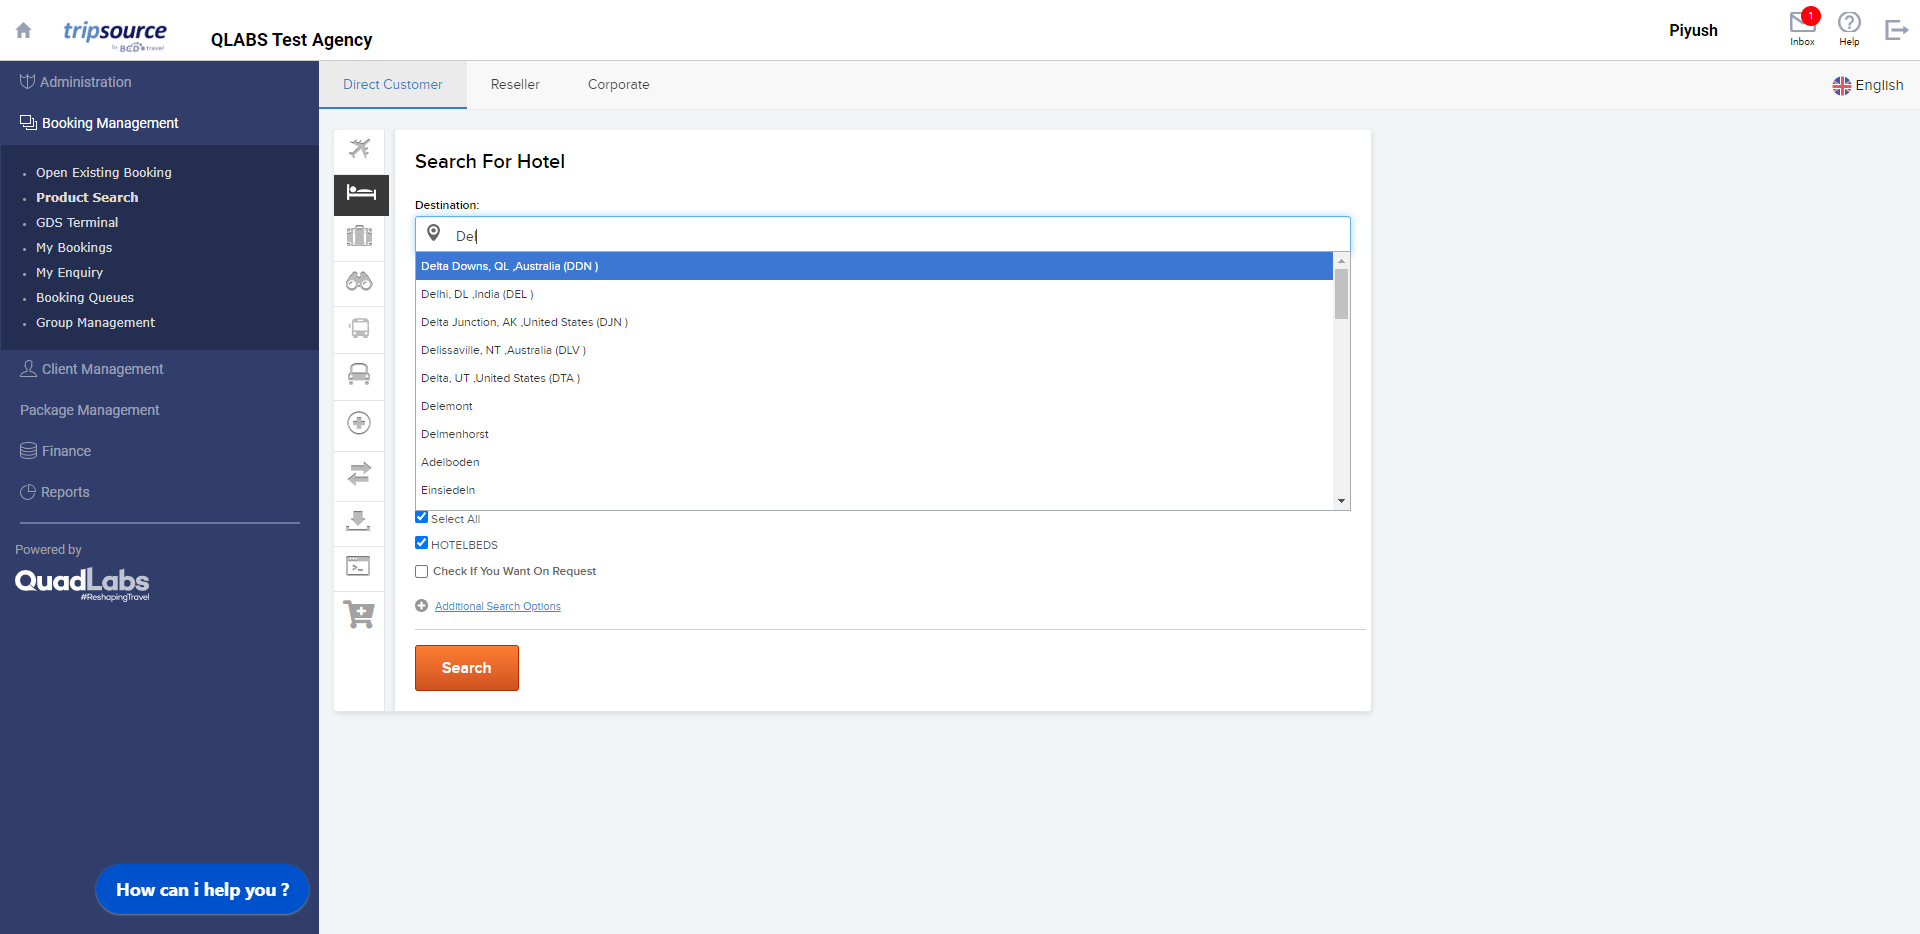 tripsource
by BCD travel
QLABS Test Agency
Piyush
1
Inbox
Help
Administration
Booking Management
Open Existing Booking
Product Search
GDS Terminal
My Bookings
My Enquiry
Booking Queues
Group Management
Client Management
Package Management
Finance
Reports
Powered by
QuadLabs
#ReshapingTravel
How can i help you ?
Direct Customer
Reseller
Corporate
English
Search For Hotel
Destination:
Del
Delta Downs, QL ,Australia (DDN )
Delhi, DL ,India (DEL )
Delta Junction, AK ,United States (DJN )
Delissaville, NT ,Australia (DLV )
Delta, UT ,United States (DTA )
Delemont
Delmenhorst
Adelboden
Einsiedeln
Select All
HOTELBEDS
Check If You Want On Request
Additional Search Options
Search